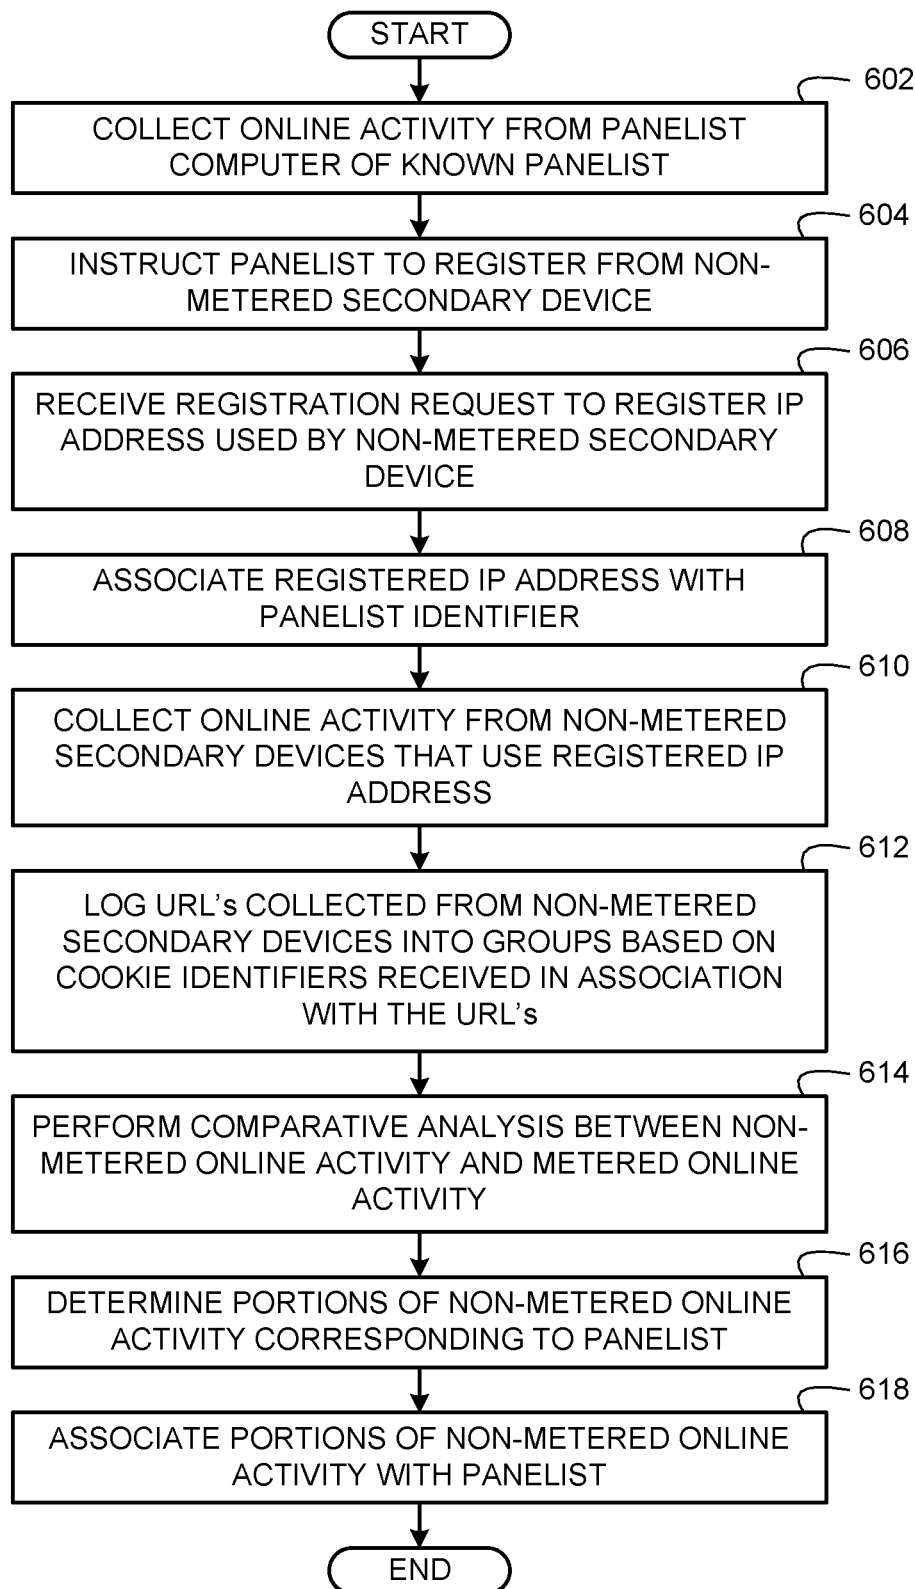 START
602
COLLECT ONLINE ACTIVITY FROM PANELIST
COMPUTER OF KNOWN PANELIST
604
INSTRUCT PANELIST TO REGISTER FROM NON-
METERED SECONDARY DEVICE
606
RECEIVE REGISTRATION REQUEST TO REGISTER IP
ADDRESS USED BY NON-METERED SECONDARY
DEVICE
608
ASSOCIATE REGISTERED IP ADDRESS WITH
PANELIST IDENTIFIER
610
COLLECT ONLINE ACTIVITY FROM NON-METERED
SECONDARY DEVICES THAT USE REGISTERED IP
ADDRESS
612
LOG URL's COLLECTED FROM NON-METERED
SECONDARY DEVICES INTO GROUPS BASED ON
COOKIE IDENTIFIERS RECEIVED IN ASSOCIATION
WITH THE URL's
614
PERFORM COMPARATIVE ANALYSIS BETWEEN NON-
METERED ONLINE ACTIVITY AND METERED ONLINE
ACTIVITY
616
DETERMINE PORTIONS OF NON-METERED ONLINE
ACTIVITY CORRESPONDING TO PANELIST
618
ASSOCIATE PORTIONS OF NON-METERED ONLINE
ACTIVITY WITH PANELIST
END